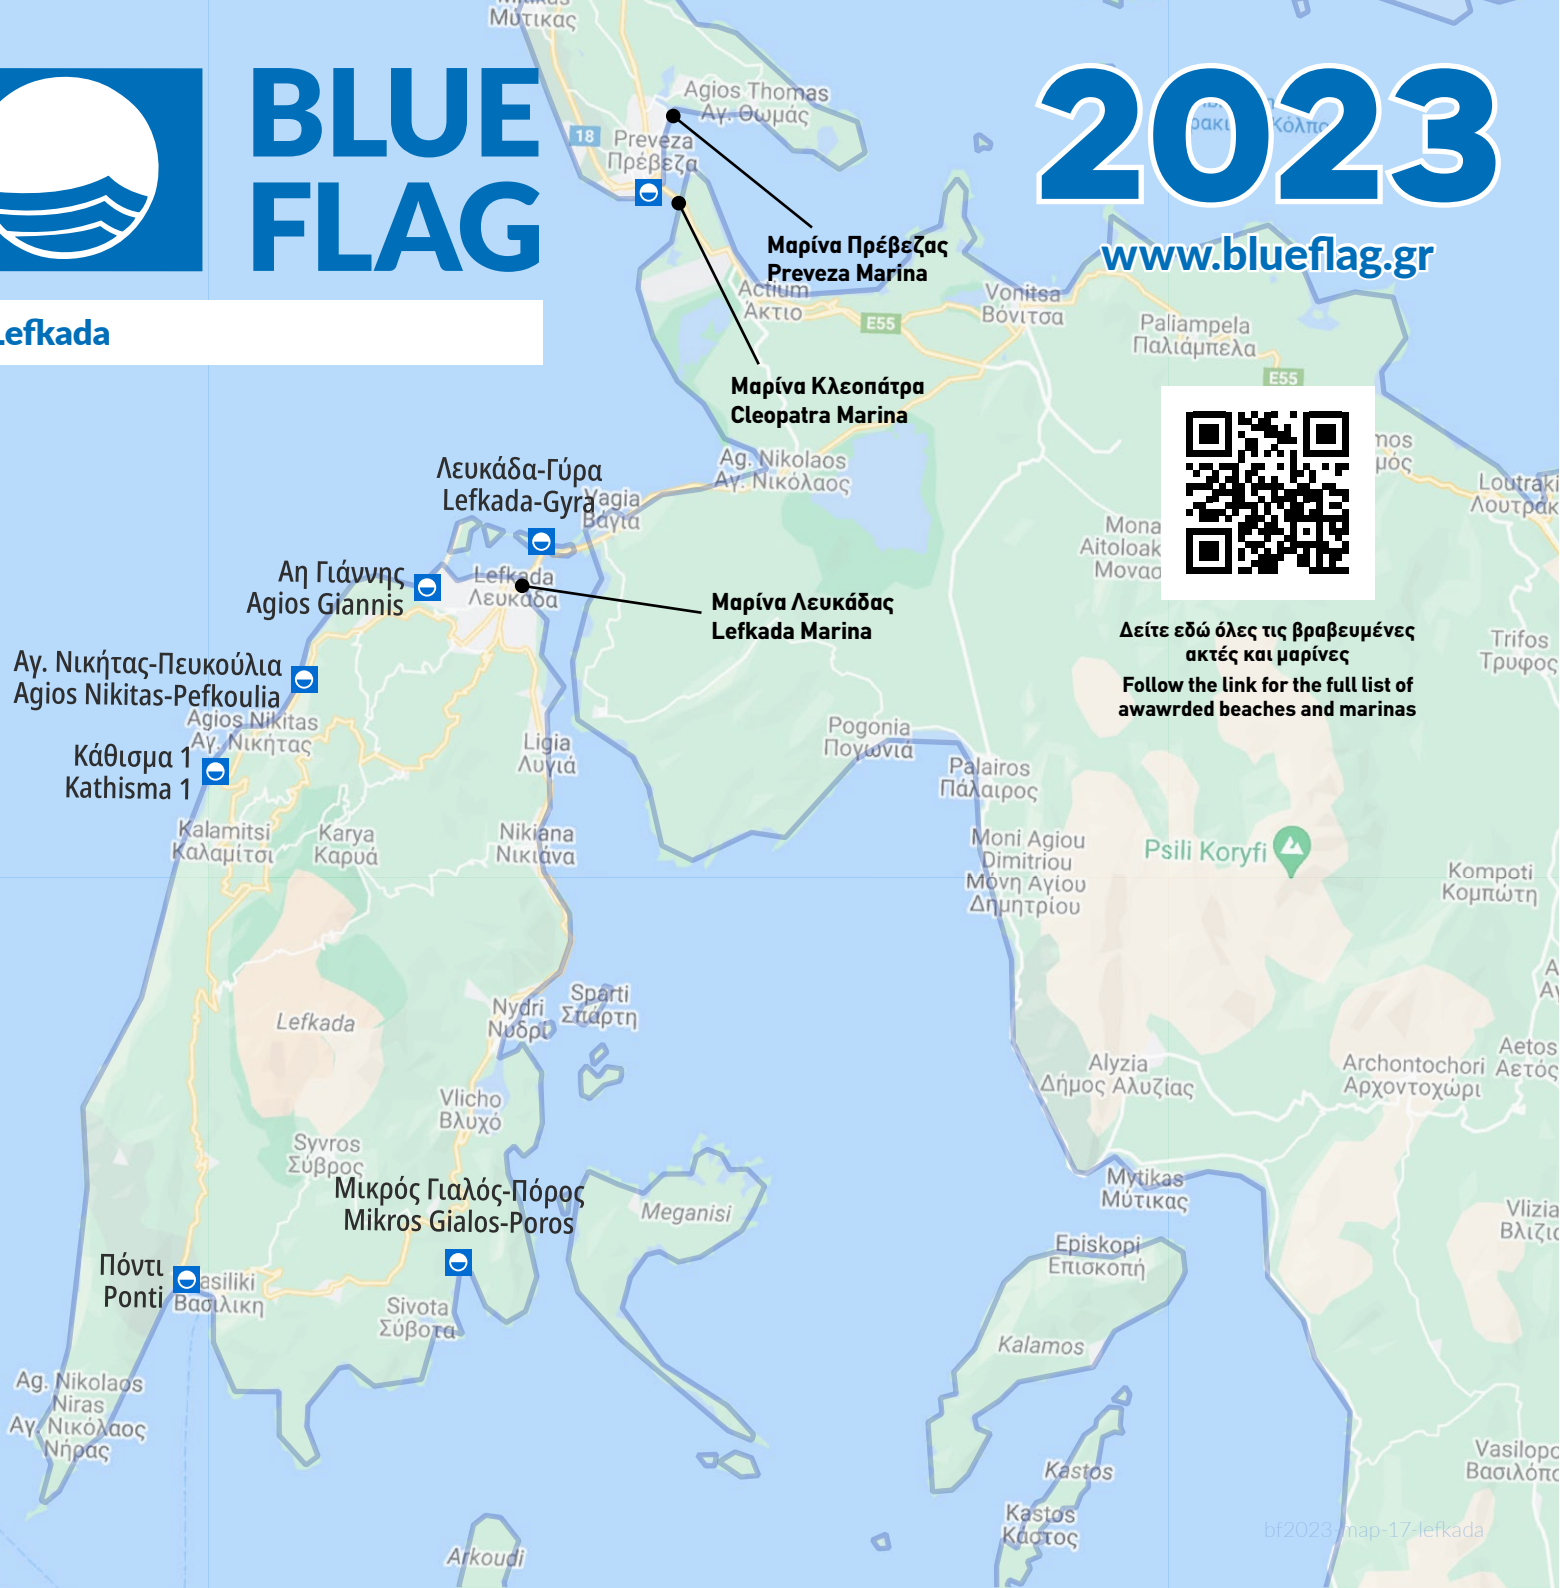 Μύτικας
BLUE
FLAG
2023
www.blueflag.gr
Agios Thomas
Αγ. Θωμάς
18
Preveza
Πρέβεζα
Μαρίνα Πρέβεζας
Preveza Marina
Actium
Άκτιο
Vonitsa
Βόνιτσα
E55
Paliampela
Παλιάμπελα
E55
Μαρίνα Κλεοπάτρα
Cleopatra Marina
Ag. Nikolaos
Αγ. Νικόλαος
Λευκάδα-Γύρα
Lefkada-Gyra
Vagia
Βάγια
Loutraki
Mona
Aitoloak
Αη Γιάννης
Agios Giannis
Lefkada
Λευκάδα
Μαρίνα Λευκάδας
Lefkada Marina
Δείτε εδώ όλες τις βραβευμένες
ακτές και μαρίνες
Follow the link for the full list of
awawrded beaches and marinas
Trifos
Τρυφος
Αγ. Νικήτας-Πευκούλια
Agios Nikitas-Pefkoulia
Agios Nikitas
Αγ. Νικήτας
Κάθισμα 1
Kathisma 1
Ligia
Λυγιά
Pogonia
Πογωνιά
Palairos
Πάλαιρος
Kalamitsi
Καλαμίτσι
Karya
Καρυά
Nikiana
Νικιάνα
Moni Agiou
Dimitriou
Μόνη Αγίου
Δημητρίου
Psili Koryfi
Kompoti
Κομπώτη
Lefkada
Nydri
Νυδρί
Sparti
Σπάρτη
Alyzia
Δήμος Αλυζίας
Archontochori
Αρχοντοχώρι
Aetos
Αετός
Vlicho
Βλυχό
Syvros
Σύβρος
Μικρός Γιαλός-Πόρος
Mikros Gialos-Poros
Meganisi
Mytikas
Μύτικας
Vlizia
Episkopi
Επισκοπή
Πόντι
Ponti
asiliki
Βασιλικη
Sivota
Σύβοτα
Kalamos
Ag. Nikolaos
Niras
Αγ. Νικόλαος
Νήρας
Kastos
Kastos
Κάστος
Vasilopo
Βασιλόπ
Arkoudi
bf2023-map-17-lefkada